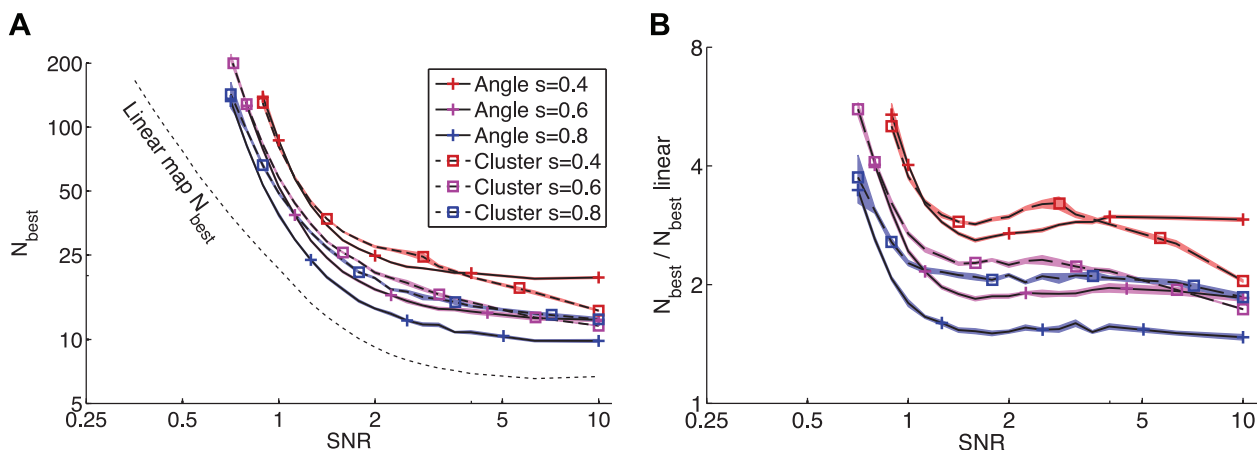 A
N_best
200
100
50
25
10
5
0.25
0.5
1
2
10
SNR
Linear map N_best
Angle s=0.4
Angle s=0.6
Angle s=0.8
Cluster s=0.4
Cluster s=0.6
Cluster s=0.8
B
N_best / N_best linear
8
4
2
1
0.25
0.5
1
2
10
SNR